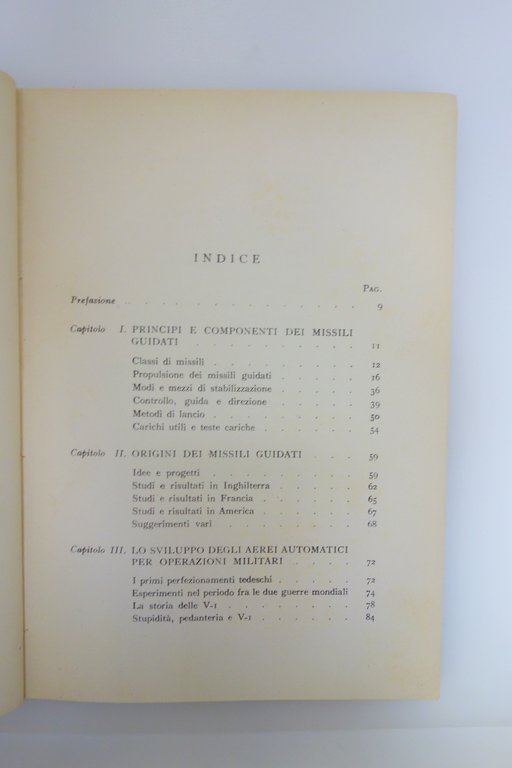 INDICE
PAG.
Prefazione .. . . . . . . . . . . . . . 9
Capitolo I. PRINCIPI E COMPONENTI DEI MISSILI
GUIDATI . . . . . . . . . . 11
Classi di missili . . . . . . . . . . 12
Propulsione dei missili guidati . . . . . 16
Modi e mezzi di stabilizzazione . . . . . 36
Controllo, guida e direzione . . . . . . 39
Metodi di lancio . . . . . . . . . . 50
Carichi utili e teste cariche . . . . . . 54
Capitolo II. ORIGINI DEI MISSILI GUIDATI . . . 59
Idee e progetti . . . . . . . . . . 59
Studi e risultati in Inghilterra . . . . . 62
Studi e risultati in Francia . . . . . . 65
Studi e risultati in America . . . . . . 67
Suggerimenti vari . . . . . . . . . 68
Capitolo III. LO SVILUPPO DEGLI AEREI AUTOMATICI
PER OPERAZIONI MILITARI . . . . 72
I primi perfezionamenti tedeschi . . . . . 72
Esperimenti nel periodo fra le due guerre mondiali 74
La storia delle V-1 . . . . . . . . . 78
Stupidità, pedanteria e V-1 . . . . . . 84